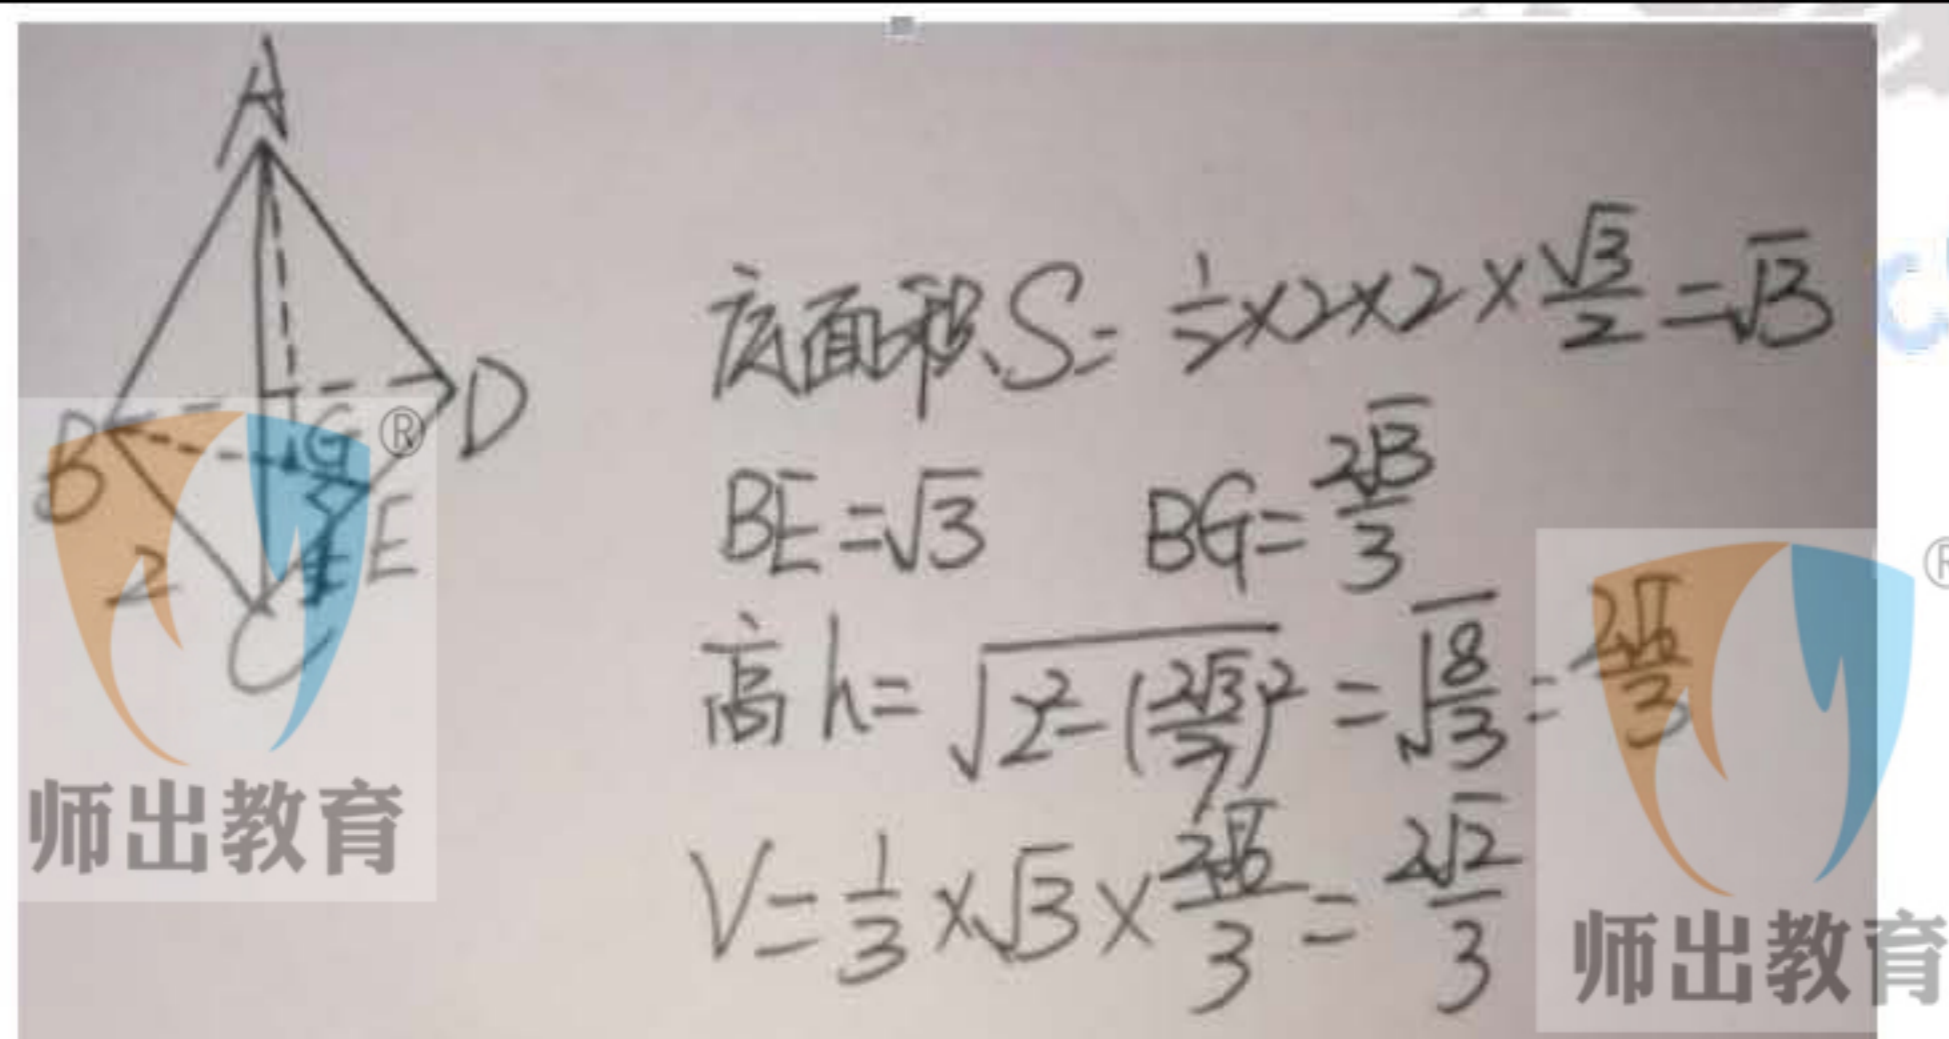 A
底面积 S= 1/2×2×2×√3/2=√3
G ® D
B
BE=√3 BG=2√3/3
E
2 1
C
高 h=√(2²-(2√3/3)²)=√(8/3)=2√6/3
®
V=1/3×√3×2√6/3=2√2/3
师出教育
师出教育